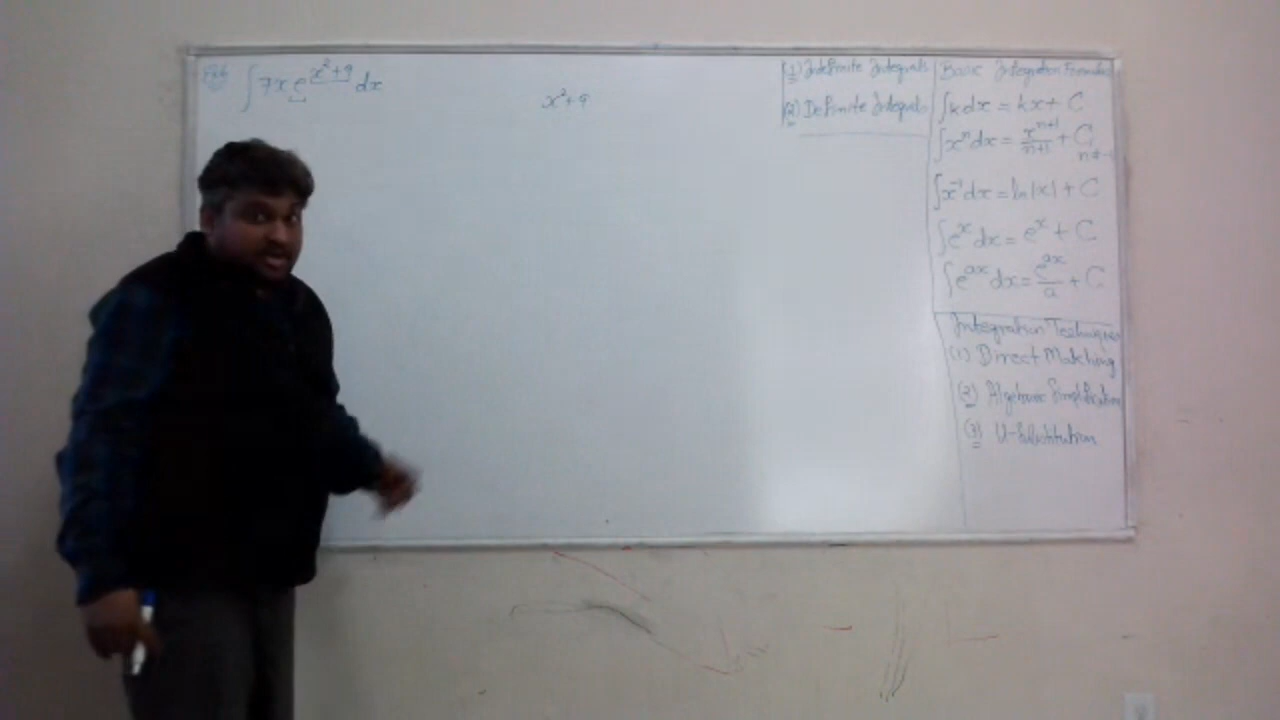 Ex6 ∫ 7x e^{x²+9} dx
x²+9
(1) Indefinite Integrals
(2) Definite Integrals
Basic Integration Formulas
∫k dx = kx + C
∫xⁿ dx = x^{n+1}/n+1 + C, n≠-1
∫x⁻¹ dx = ln|x| + C
∫eˣ dx = eˣ + C
∫e^{ax} dx = e^{ax}/a + C
Integration Techniques
(1) Direct Matching
(2) Algebraic Simplification
(3) U-Substitution